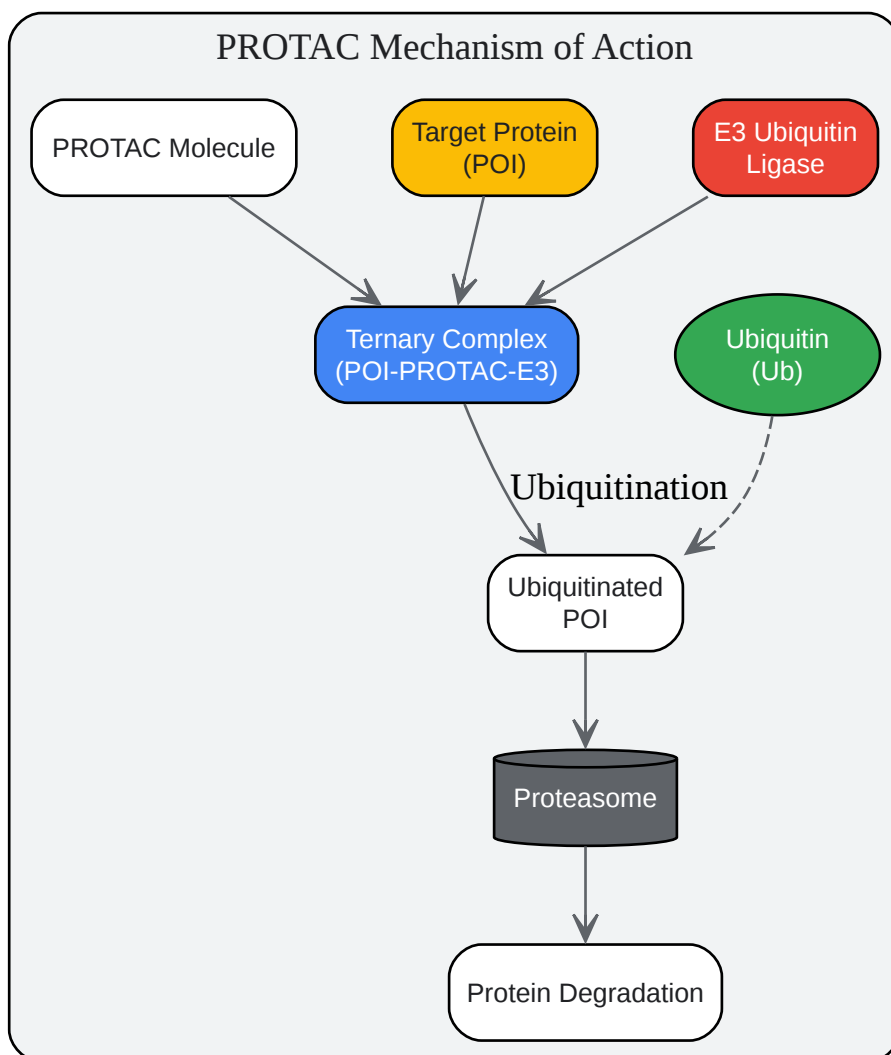 PROTAC Mechanism of Action
PROTAC Molecule
Target Protein
(POI)
E3 Ubiquitin
Ligase
Ternary Complex
(POI-PROTAC-E3)
Ubiquitin
(Ub)
Ubiquitination
Ubiquitinated
POI
Proteasome
Protein Degradation